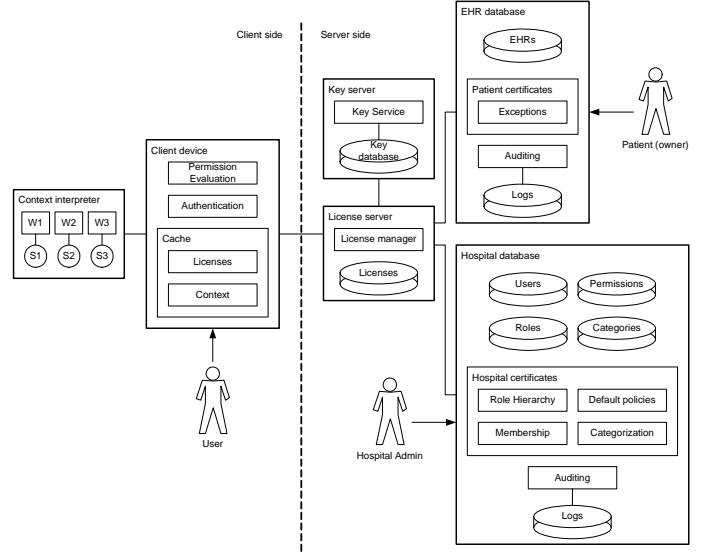 Client side
Server side
EHR database
EHRs
Patient certificates
Exceptions
Auditing
Logs
Patient (owner)
Key server
Key Service
Key
database
Client device
Permission
Evaluation
Authentication
Cache
Licenses
Context
Context interpreter
W1
W2
W3
S1
S2
S3
License server
License manager
Licenses
User
Hospital Admin
Hospital database
Users
Permissions
Roles
Categories
Hospital certificates
Role Hierarchy
Default policies
Membership
Categorization
Auditing
Logs